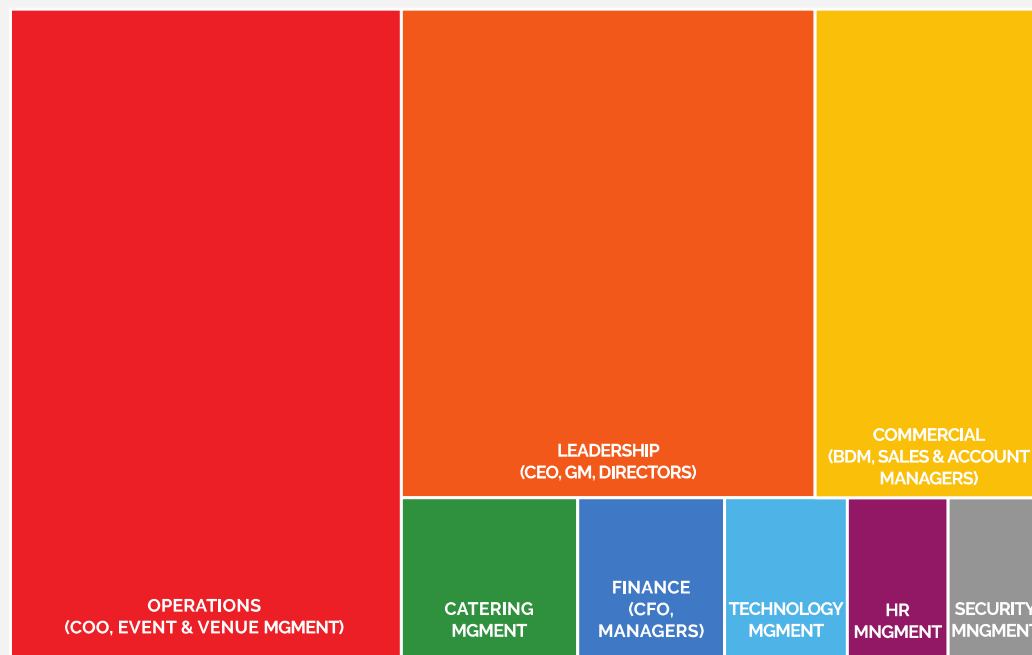 LEADERSHIP
(CEO, GM, DIRECTORS)
COMMERCIAL
(BDM, SALES & ACCOUNT
MANAGERS)
OPERATIONS
(COO, EVENT & VENUE MGMENT)
CATERING
MGMENT
FINANCE
(CFO,
MANAGERS)
TECHNOLOGY
MGMENT
HR
MNGMENT
SECURITY
MNGMENT